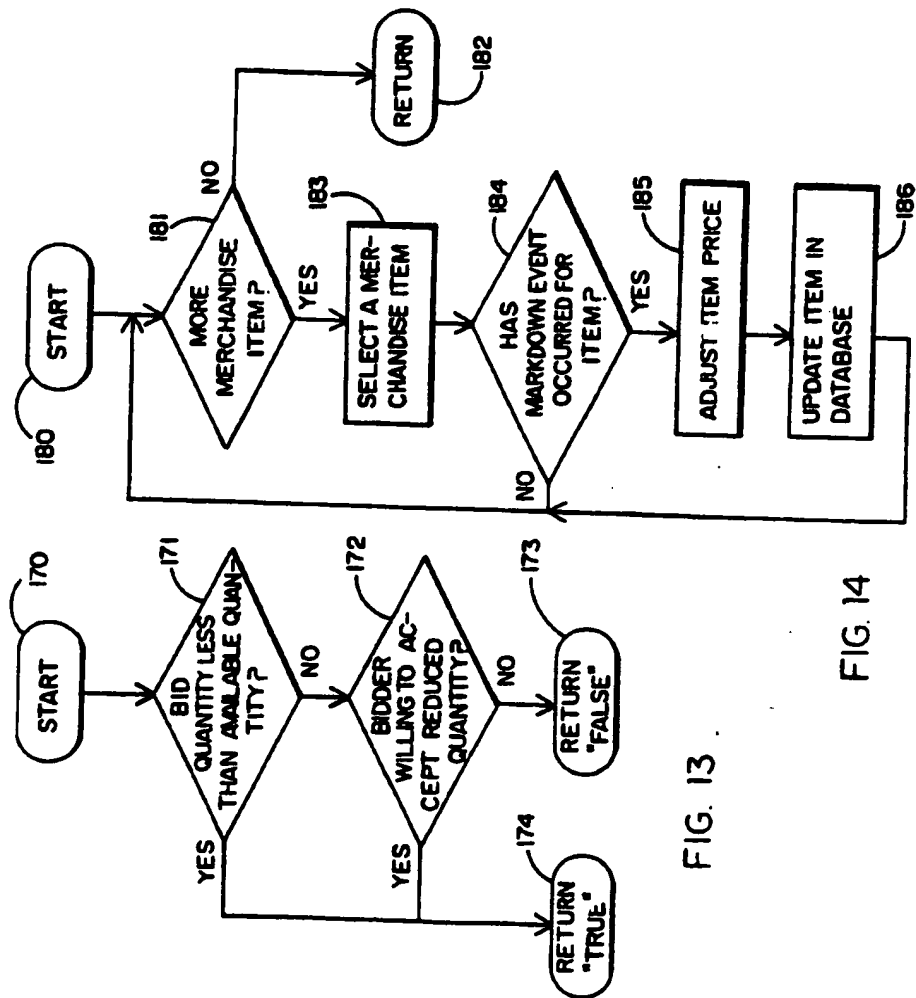 170
START
171
BID
QUANTITY LESS
THAN AVAILABLE QUAN-
TITY?
YES
NO
172
BIDDER
WILLING TO AC-
CEPT REDUCED
QUANTITY?
YES
NO
174
RETURN
"TRUE"
173
RETURN
"FALSE"
FIG. 13
180
START
181
MORE
MERCHANDISE
ITEM?
NO
YES
RETURN
182
183
SELECT A MER-
CHANDISE ITEM
184
HAS
MARKDOWN EVENT
OCCURRED FOR
ITEM?
NO
YES
185
ADJUST ITEM PRICE
186
UPDATE ITEM IN
DATABASE
FIG. 14